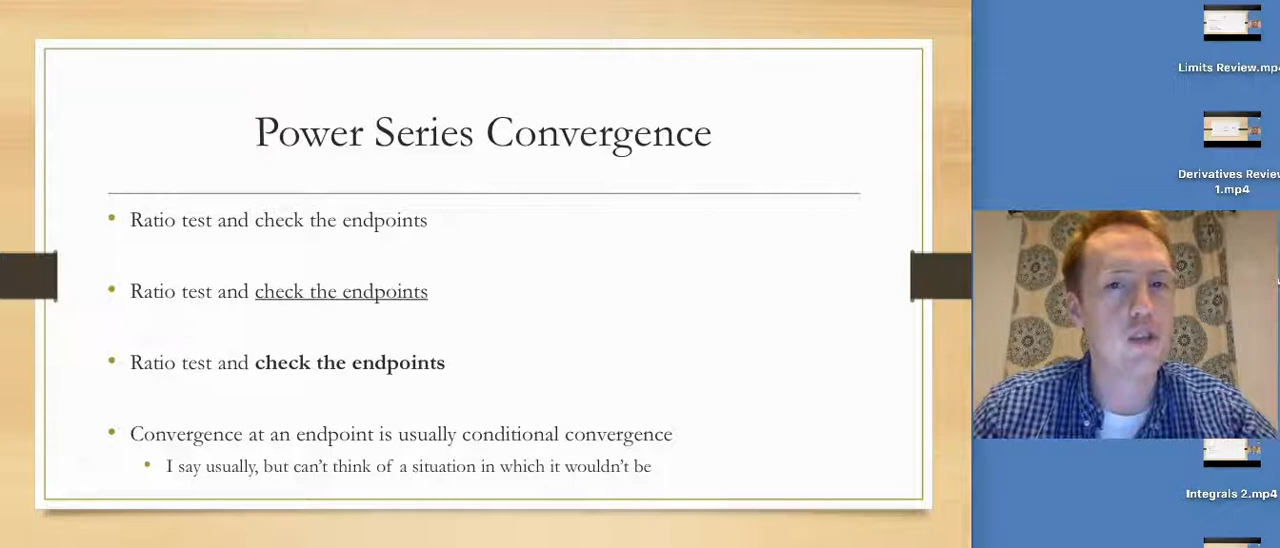 Power Series Convergence
Ratio test and check the endpoints
Ratio test and check the endpoints
Ratio test and check the endpoints
Convergence at an endpoint is usually conditional convergence
I say usually, but can't think of a situation in which it wouldn't be
Limits Review.mp4
Derivatives Review
1.mp4
Integrals 2.mp4